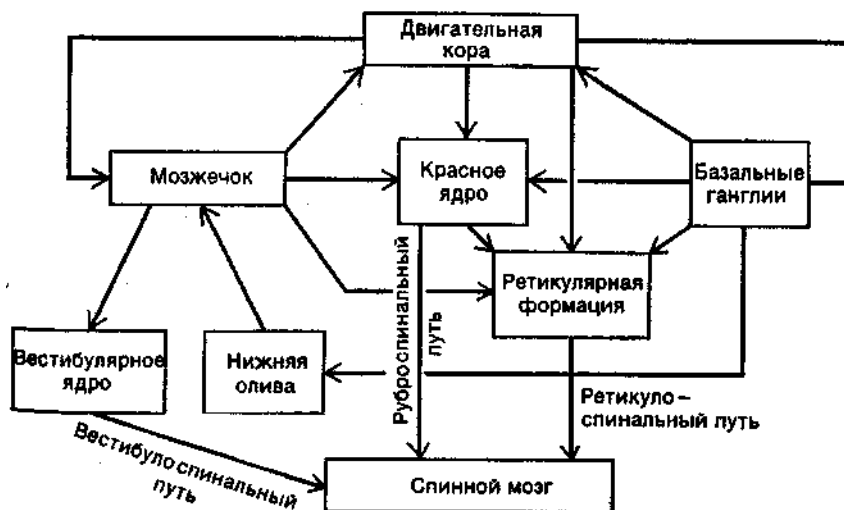 Двигательная
кора
Мозжечок
Красное
ядро
Базальные
ганглии
Ретикулярная
формация
Вестибулярное
ядро
Нижняя
олива
Руброспинальный
путь
Ретикуло-
спинальный путь
Вестибулоспинальный
путь
Спинной мозг